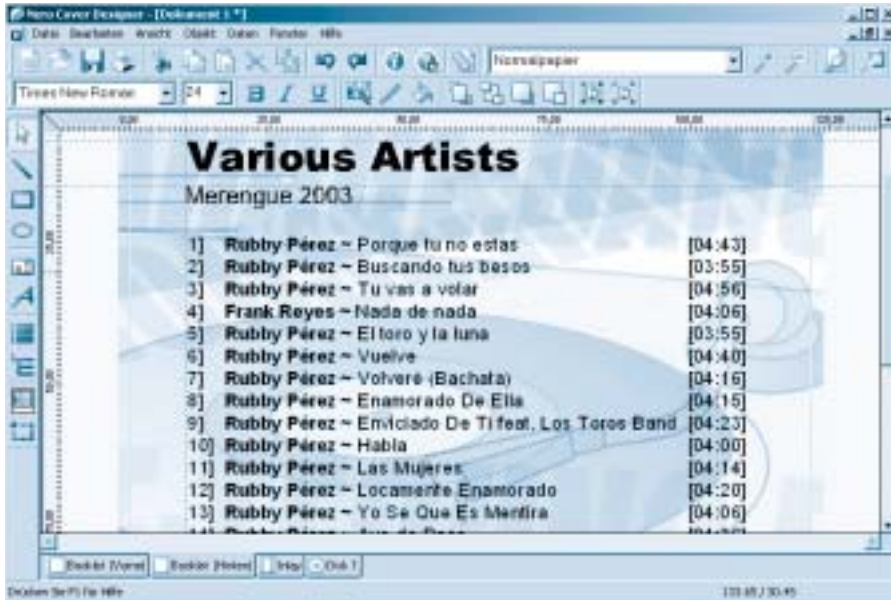 Nero Cover Designer - [Dokument 1 *]
Datei Bearbeiten Ansicht Objekt Daten Fenster Hilfe
Normalpapier
Times New Roman 24 B I U
Various Artists
Merengue 2003
1] Rubby Pérez ~ Porque tu no estas [04:43]
2] Rubby Pérez ~ Buscando tus besos [03:55]
3] Rubby Pérez ~ Tu vas a volar [04:56]
4] Frank Reyes ~ Nada de nada [04:06]
5] Rubby Pérez ~ El toro y la luna [03:55]
6] Rubby Pérez ~ Vuelve [04:40]
7] Rubby Pérez ~ Volveré (Bachata) [04:16]
8] Rubby Pérez ~ Enamorado De Ella [04:15]
9] Rubby Pérez ~ Enviciado De Ti feat. Los Toros Band [04:23]
10] Rubby Pérez ~ Habla [04:00]
11] Rubby Pérez ~ Las Mujeres [04:14]
12] Rubby Pérez ~ Locamente Enamorado [04:20]
13] Rubby Pérez ~ Yo Se Que Es Mentira [04:06]
Booklet (Vorne) Booklet (Hinten) Inlay Disk 1
Drücken Sie F1 für Hilfe